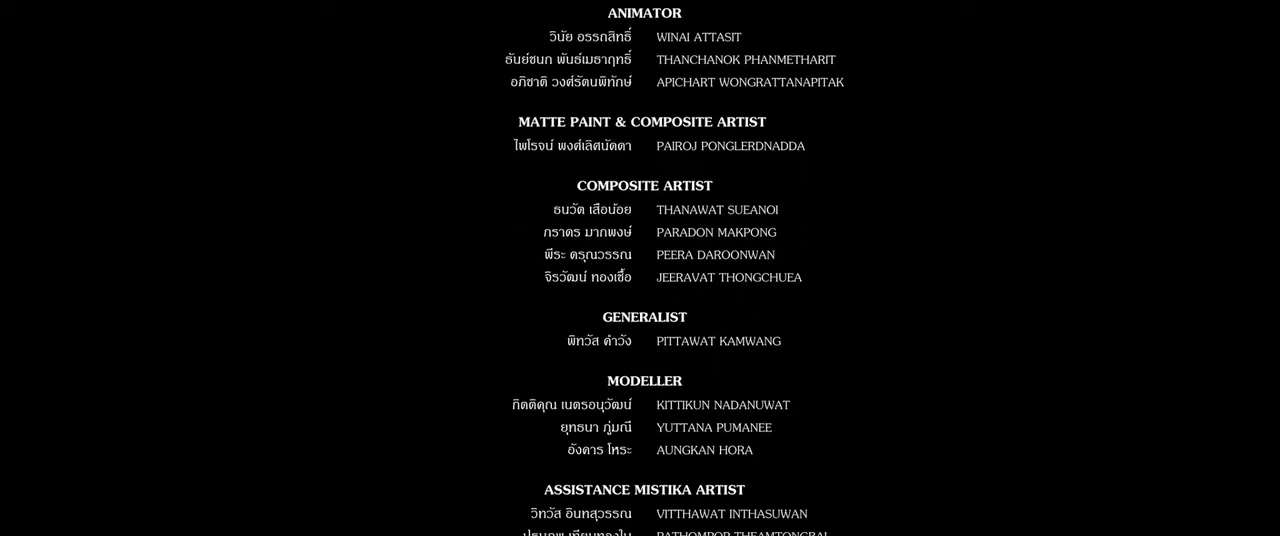 ANIMATOR
วินัย อรรถสิทธิ์ WINAI ATTASIT
ธันย์ชนก พันธ์เมธาฤทธิ์ THANCHANOK PHANMETHARIT
อภิชาติ วงศ์รัตนพิทักษ์ APICHART WONGRATTANAPITAK
MATTE PAINT & COMPOSITE ARTIST
ไพโรจน์ พงศ์เลิศนัดดา PAIROJ PONGLERDNADDA
COMPOSITE ARTIST
ธนวัต เสือน้อย THANAWAT SUEANOI
ภราดร มากพงษ์ PARADON MAKPONG
พีระ ดรุณวรรณ PEERA DAROONWAN
จิรวัฒน์ ทองเชื้อ JEERAVAT THONGCHUEA
GENERALIST
พิทวัส คำวัง PITTAWAT KAMWANG
MODELLER
กิตติคุณ เนตรอนุวัฒน์ KITTIKUN NADANUWAT
ยุทธนา ภู่มณี YUTTANA PUMANEE
อังคาร โหระ AUNGKAN HORA
ASSISTANCE MISTIKA ARTIST
วิทวัส อินทสุวรรณ VITTHAWAT INTHASUWAN